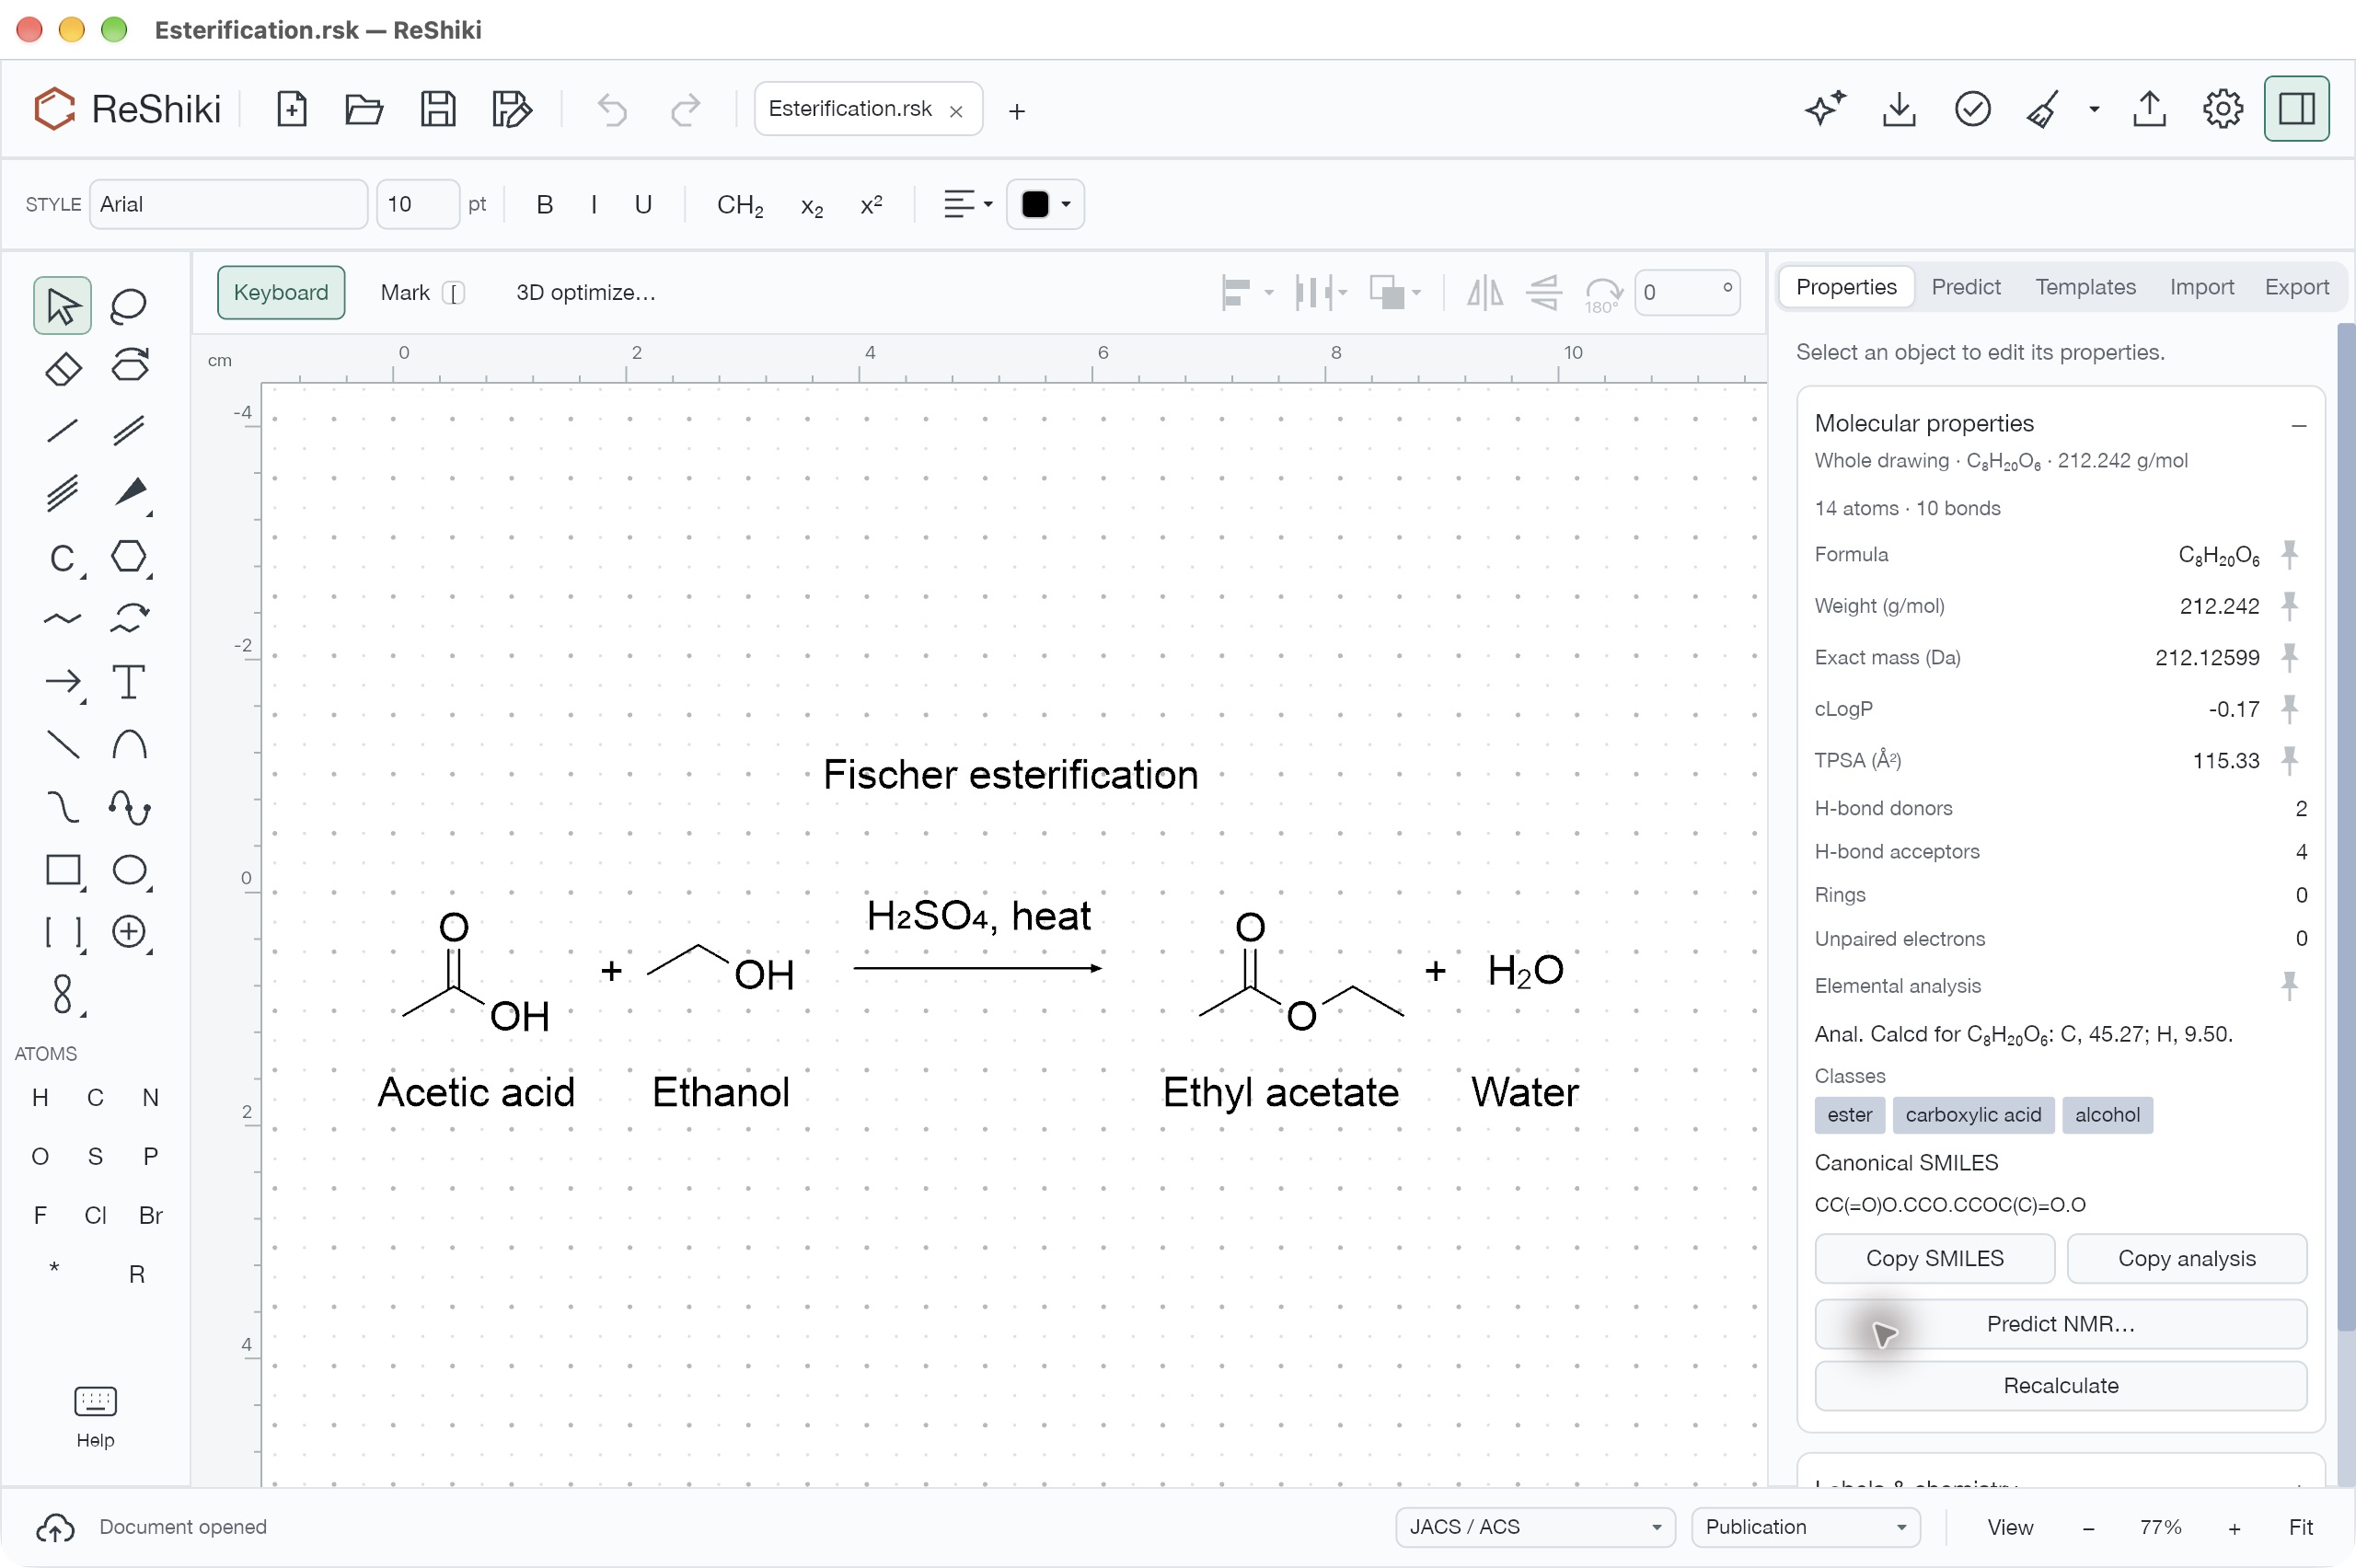 Esterification.rsk — ReShiki
ReShiki
Esterification.rsk
STYLE Arial 10 pt B I U CH₂ x₂ x²
Keyboard Mark [ 3D optimize... 180° 0 °
Properties Predict Templates Import Export
cm 0 2 4 6 8 10
-4
-2
0
2
4
C
T
[ ]
ATOMS
H C N
O S P
F Cl Br
* R
Help
Fischer esterification
H₂SO₄, heat
O
OH
+
OH
O
O
+
H₂O
Acetic acid Ethanol Ethyl acetate Water
Select an object to edit its properties.
Molecular properties –
Whole drawing · C₈H₂₀O₆ · 212.242 g/mol
14 atoms · 10 bonds
Formula C₈H₂₀O₆
Weight (g/mol) 212.242
Exact mass (Da) 212.12599
cLogP -0.17
TPSA (Å²) 115.33
H-bond donors 2
H-bond acceptors 4
Rings 0
Unpaired electrons 0
Elemental analysis
Anal. Calcd for C₈H₂₀O₆: C, 45.27; H, 9.50.
Classes
ester carboxylic acid alcohol
Canonical SMILES
CC(=O)O.CCO.CCOC(C)=O.O
Copy SMILES Copy analysis
Predict NMR...
Recalculate
Labels & chemistry
Document opened JACS / ACS Publication View – 77% + Fit